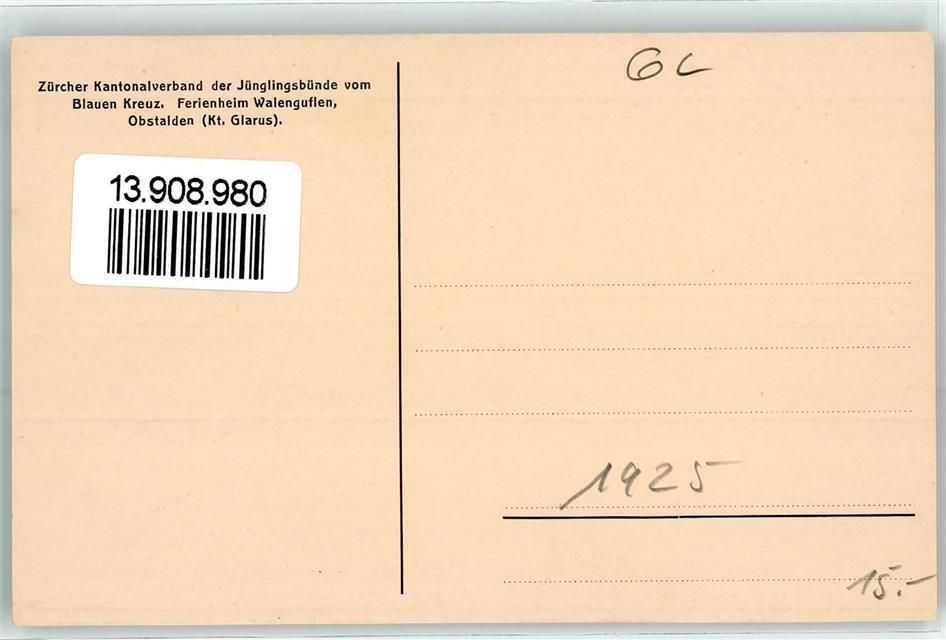 Zürcher Kantonalverband der Jünglingsbünde vom
Blauen Kreuz. Ferienheim Walenguflen,
Obstalden (Kt. Glarus).
13.908.980
GL
1925
15.-